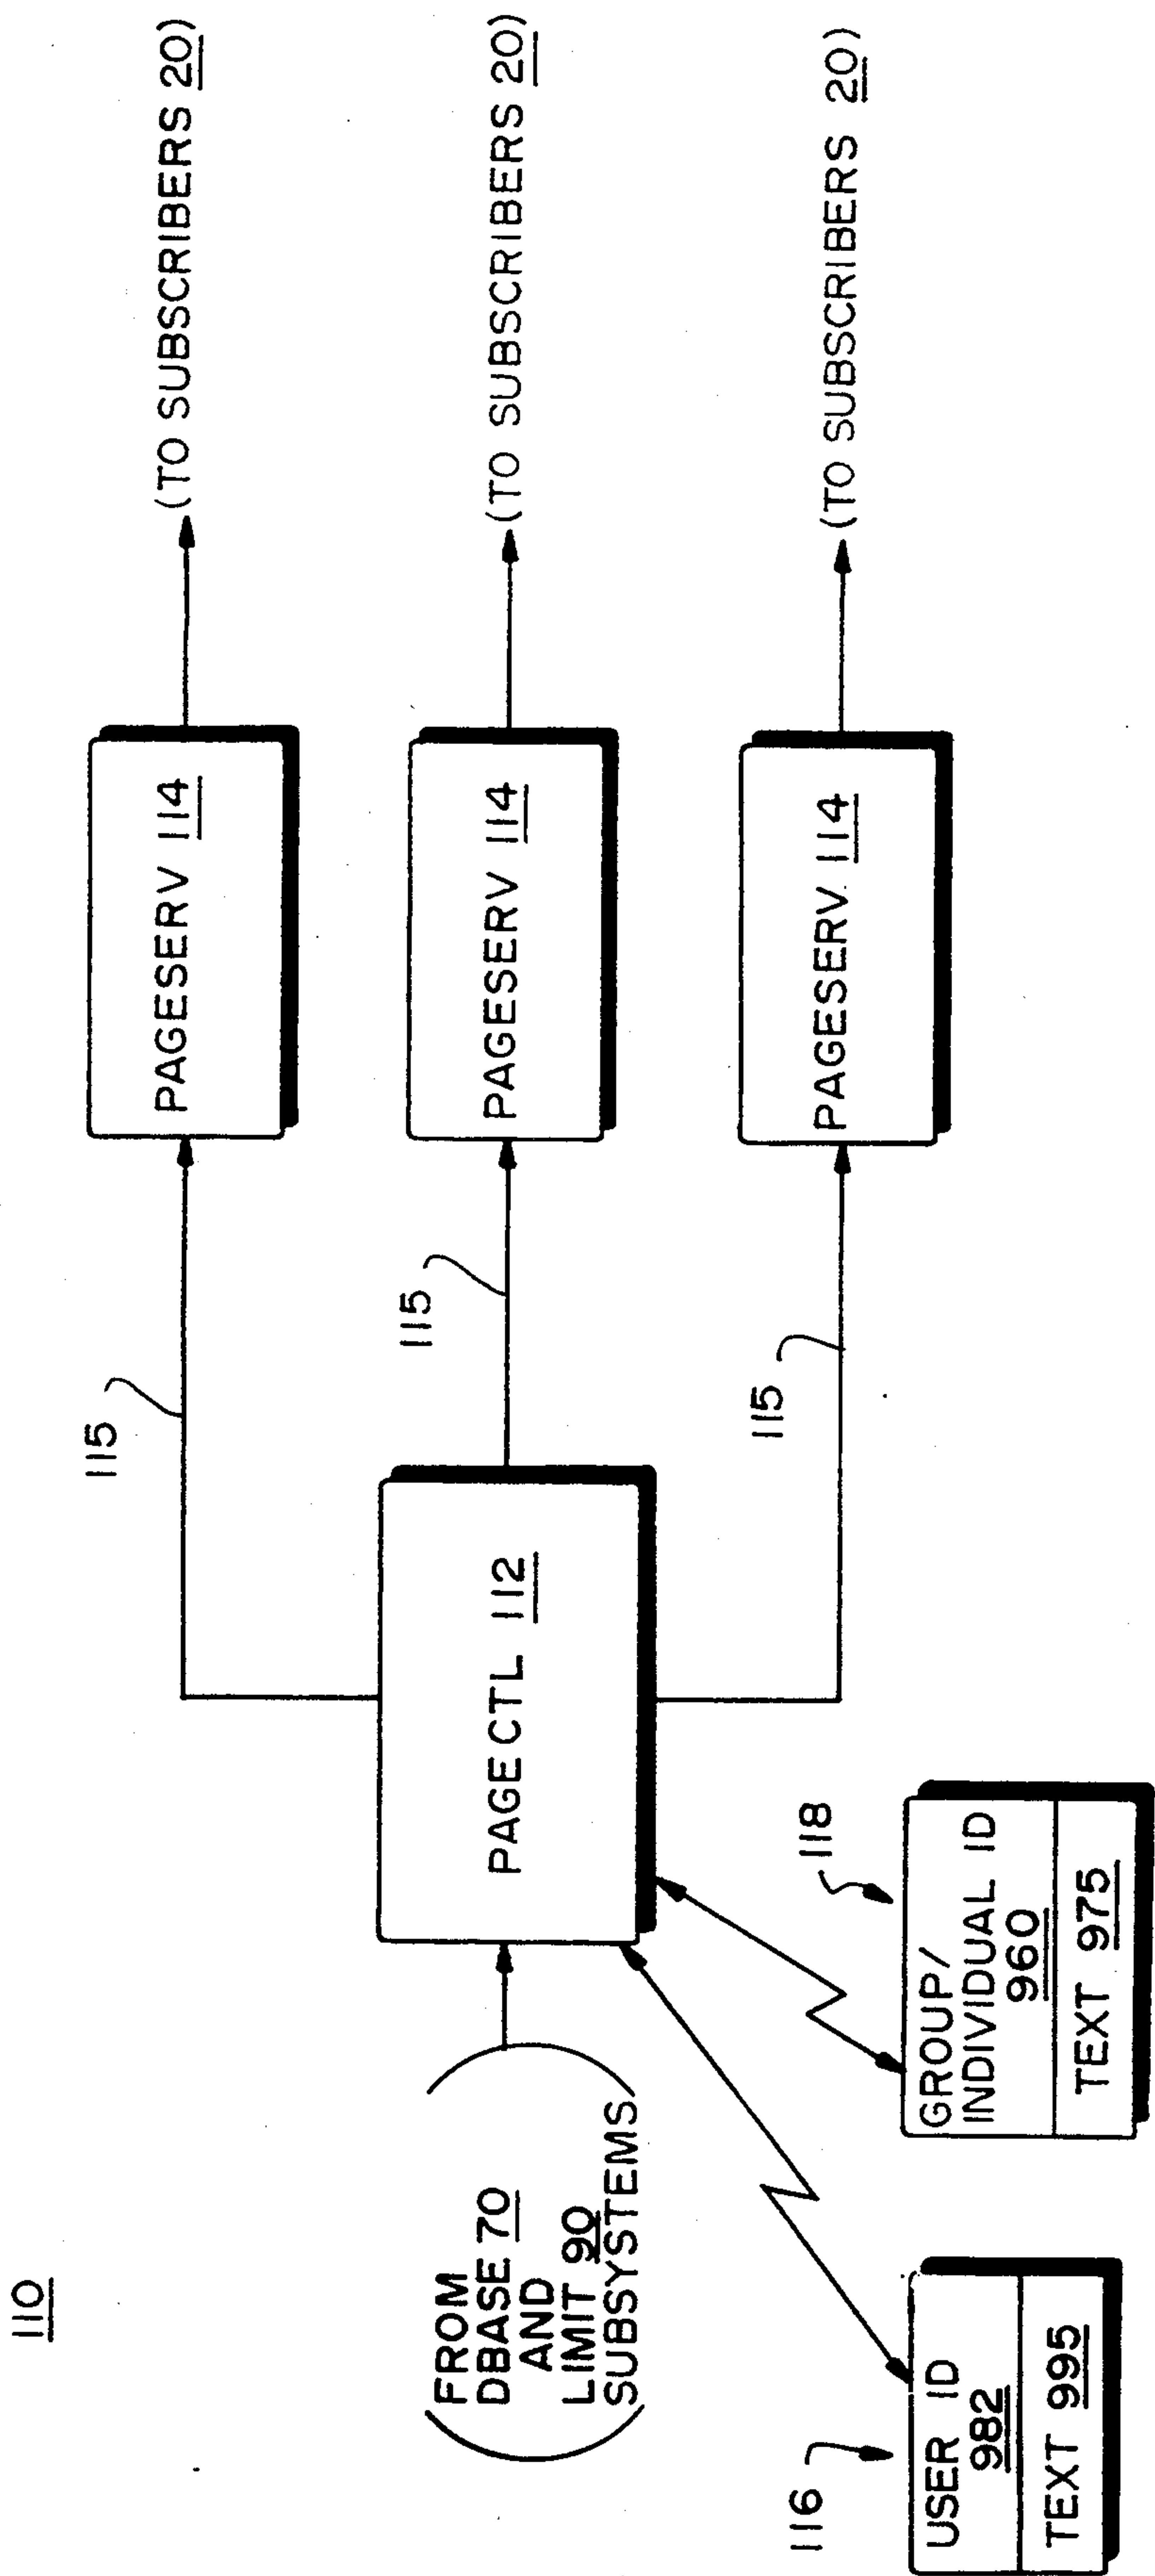 110
(TO SUBSCRIBERS 20)
(TO SUBSCRIBERS 20)
(TO SUBSCRIBERS 20)
PAGESERV 114
PAGESERV 114
PAGESERV 114
115
115
115
PAGECTL 112
FROM
DBASE 70
AND
LIMIT 90
SUBSYSTEMS
118
GROUP/
INDIVIDUAL ID
960
TEXT 975
116
USER ID
982
TEXT 995